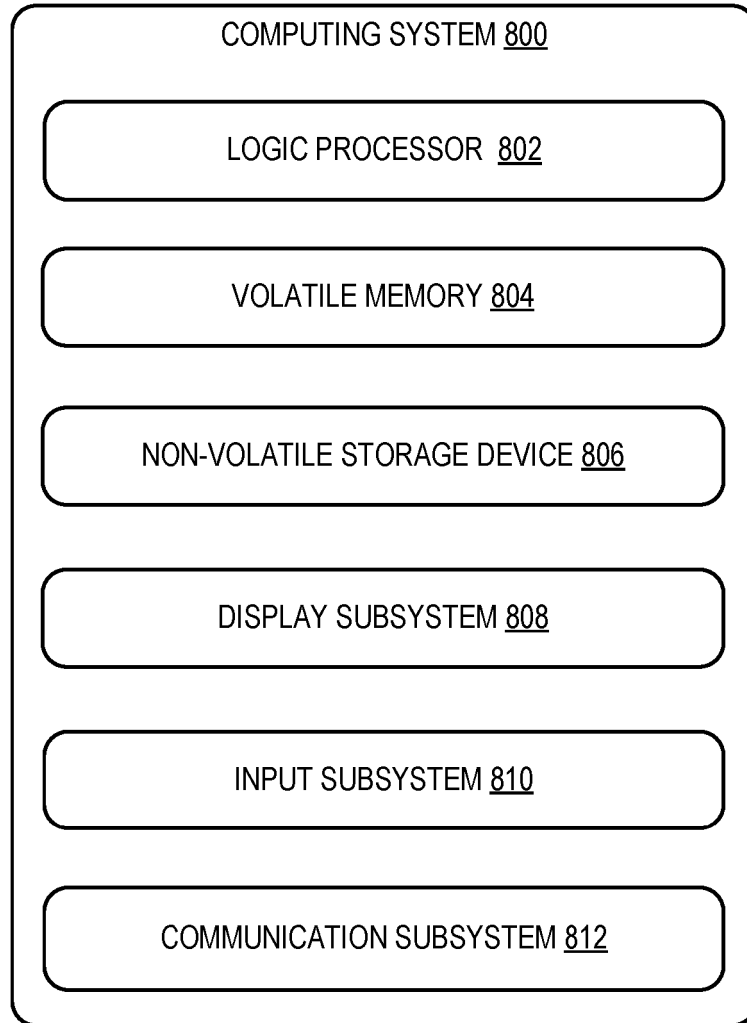 COMPUTING SYSTEM 800
LOGIC PROCESSOR 802
VOLATILE MEMORY 804
NON-VOLATILE STORAGE DEVICE 806
DISPLAY SUBSYSTEM 808
INPUT SUBSYSTEM 810
COMMUNICATION SUBSYSTEM 812